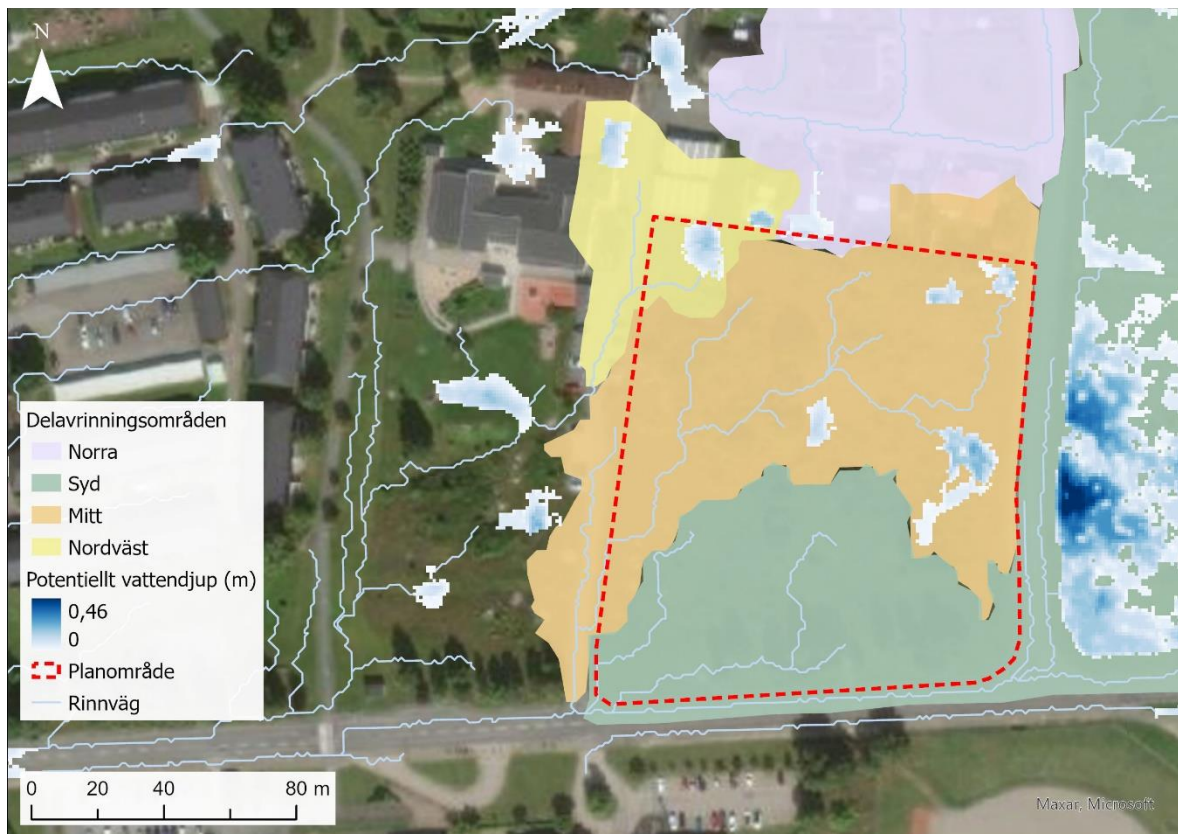 N
Delavrinningsområden
Norra
Syd
Mitt
Nordväst
Potentiellt vattendjup (m)
0,46
0
Planområde
Rinnväg
0 20 40 80 m
Maxar, Microsoft